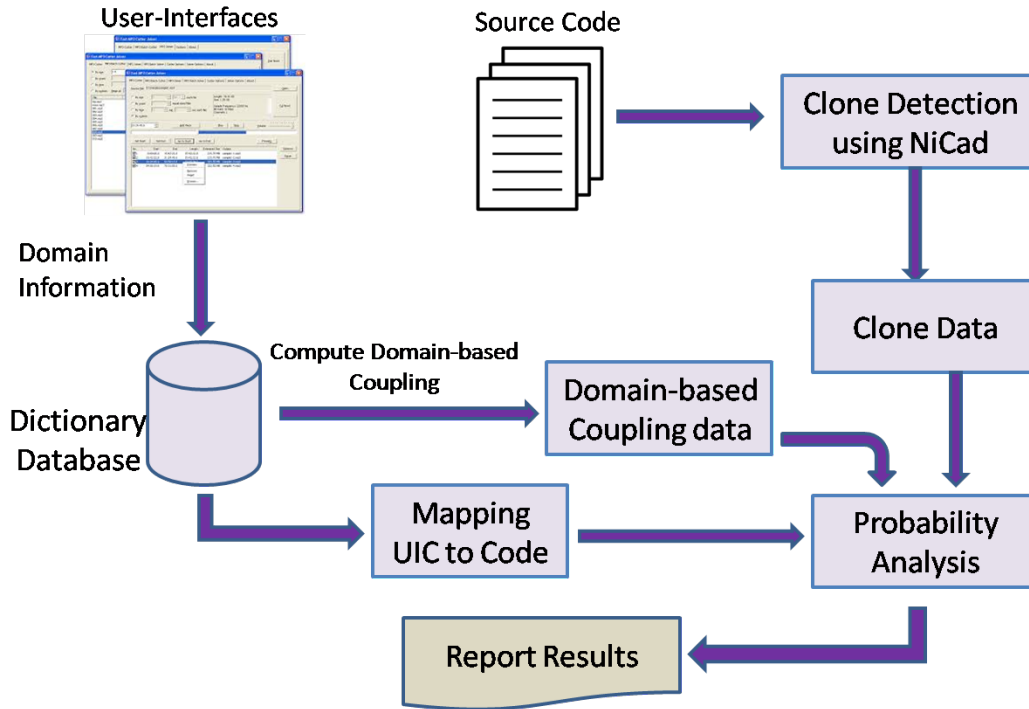 User-Interfaces
Source Code
Clone Detection
using NiCad
Domain
Information
Clone Data
Compute Domain-based
Coupling
Domain-based
Coupling data
Dictionary
Database
Mapping
UIC to Code
Probability
Analysis
Report Results